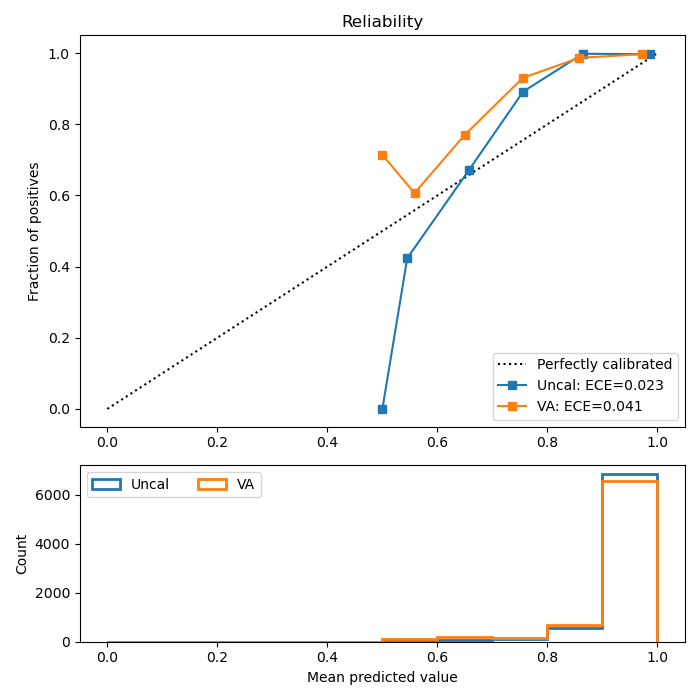 Reliability
Fraction of positives
1.0
0.8
0.6
0.4
0.2
0.0
Perfectly calibrated
Uncal: ECE=0.023
VA: ECE=0.041
0.0 0.2 0.4 0.6 0.8 1.0
Count
6000
4000
2000
0
Uncal VA
0.0 0.2 0.4 0.6 0.8 1.0
Mean predicted value